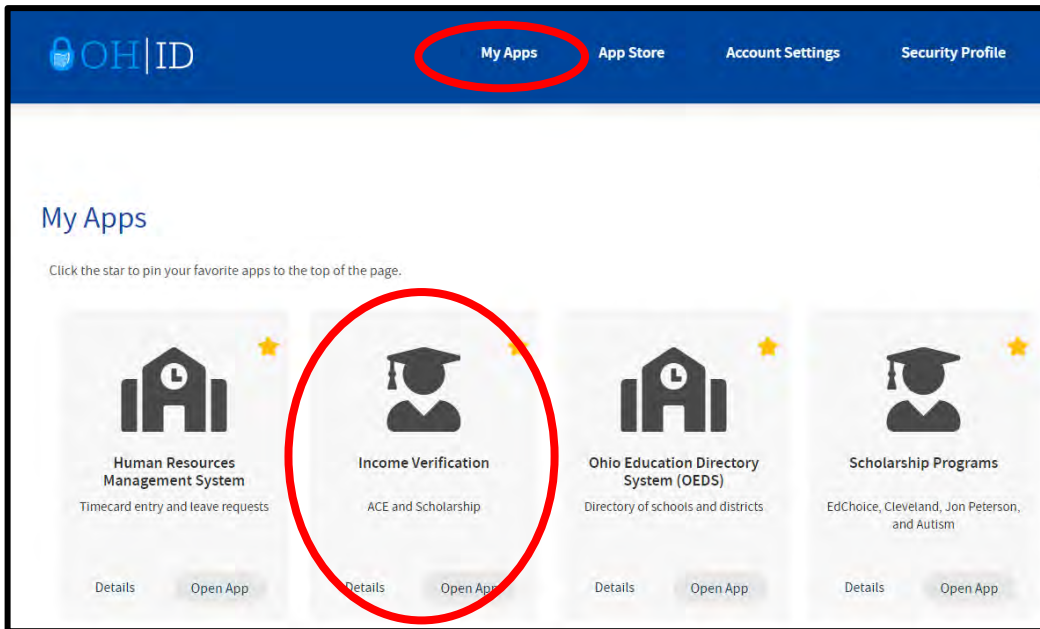 OH|ID
My Apps App Store Account Settings Security Profile
My Apps
Click the star to pin your favorite apps to the top of the page.
Human Resources
Management System
Timecard entry and leave requests
Details Open App
Income Verification
ACE and Scholarship
Details Open App
Ohio Education Directory
System (OEDS)
Directory of schools and districts
Details Open App
Scholarship Programs
EdChoice, Cleveland, Jon Peterson,
and Autism
Details Open App